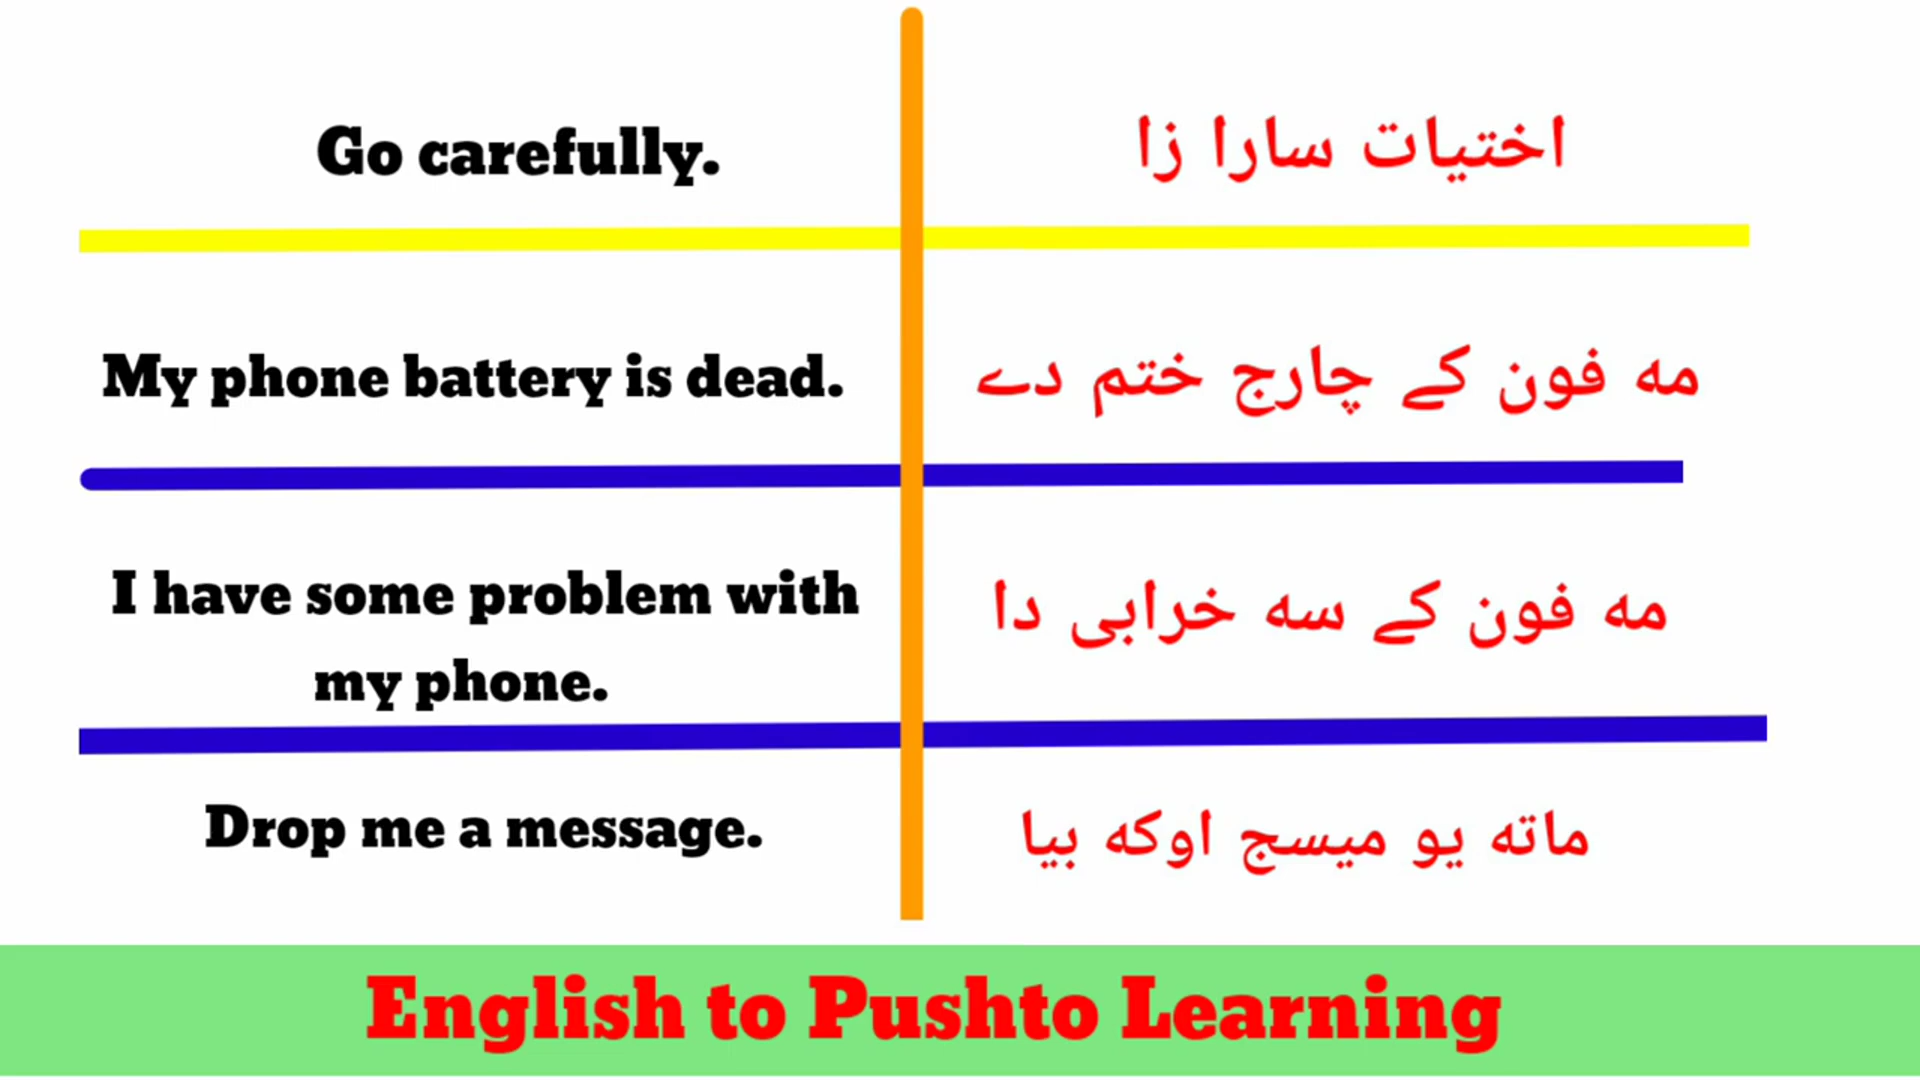 Go carefully.
اختیات سارا زا
My phone battery is dead.
مه فون کے چارج ختم دے
I have some problem with
my phone.
مه فون کے سه خرابی دا
Drop me a message.
ماته یو میسج اوکه بیا
English to Pushto Learning